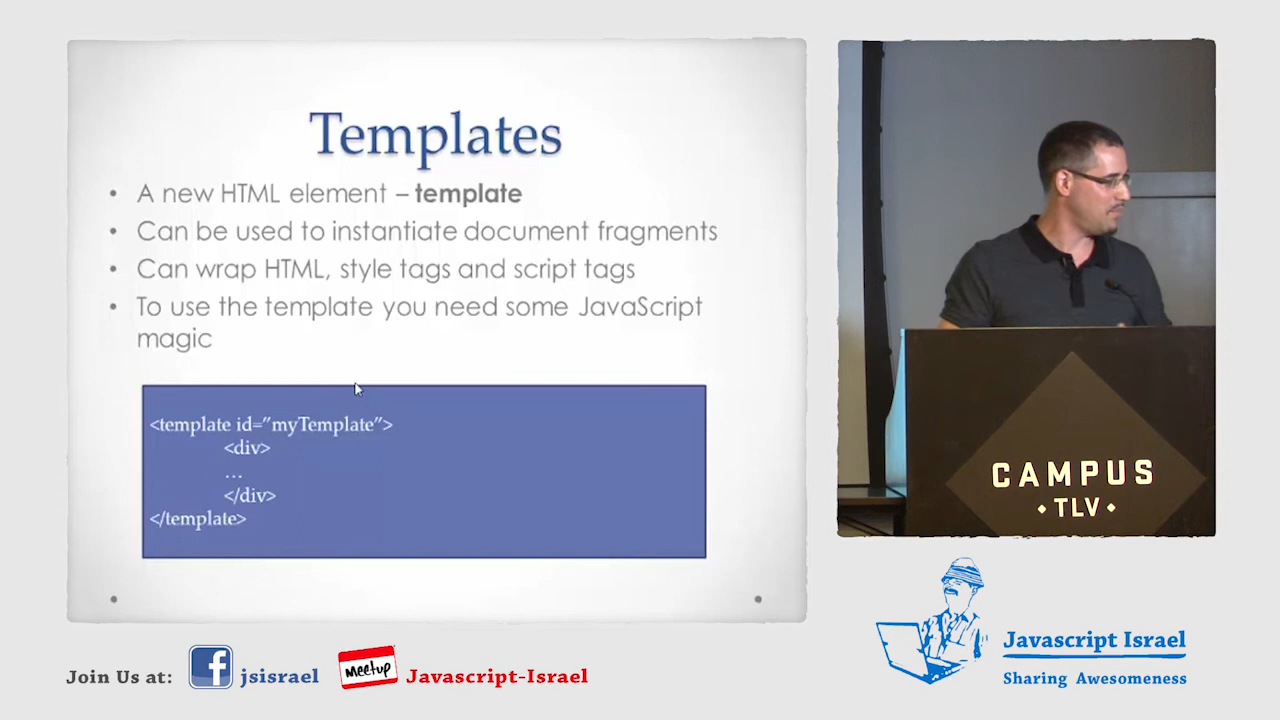 Templates
• A new HTML element – template
• Can be used to instantiate document fragments
• Can wrap HTML, style tags and script tags
• To use the template you need some JavaScript
magic
<template id=”myTemplate”>
<div>
…
</div>
</template>
CAMPUS
TLV
Join Us at:
jsisrael
Meetup
Javascript-Israel
Javascript Israel
Sharing Awesomeness